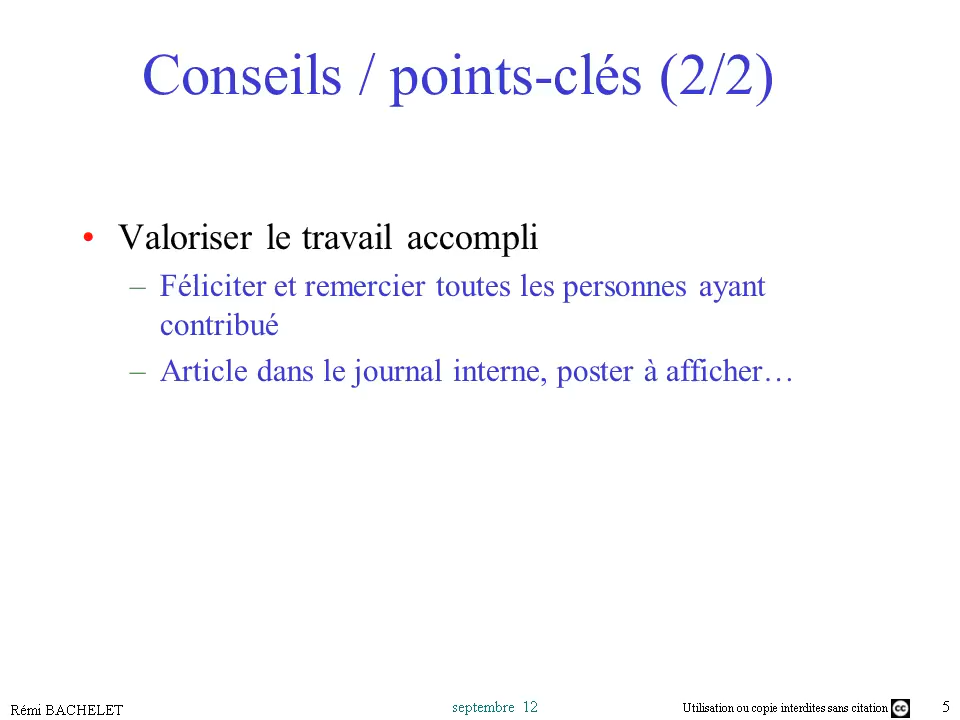 Conseils / points-clés (2/2)
• Valoriser le travail accompli
– Féliciter et remercier toutes les personnes ayant
contribué
– Article dans le journal interne, poster à afficher…
Rémi BACHELET
septembre 12
Utilisation ou copie interdites sans citation
cc
5